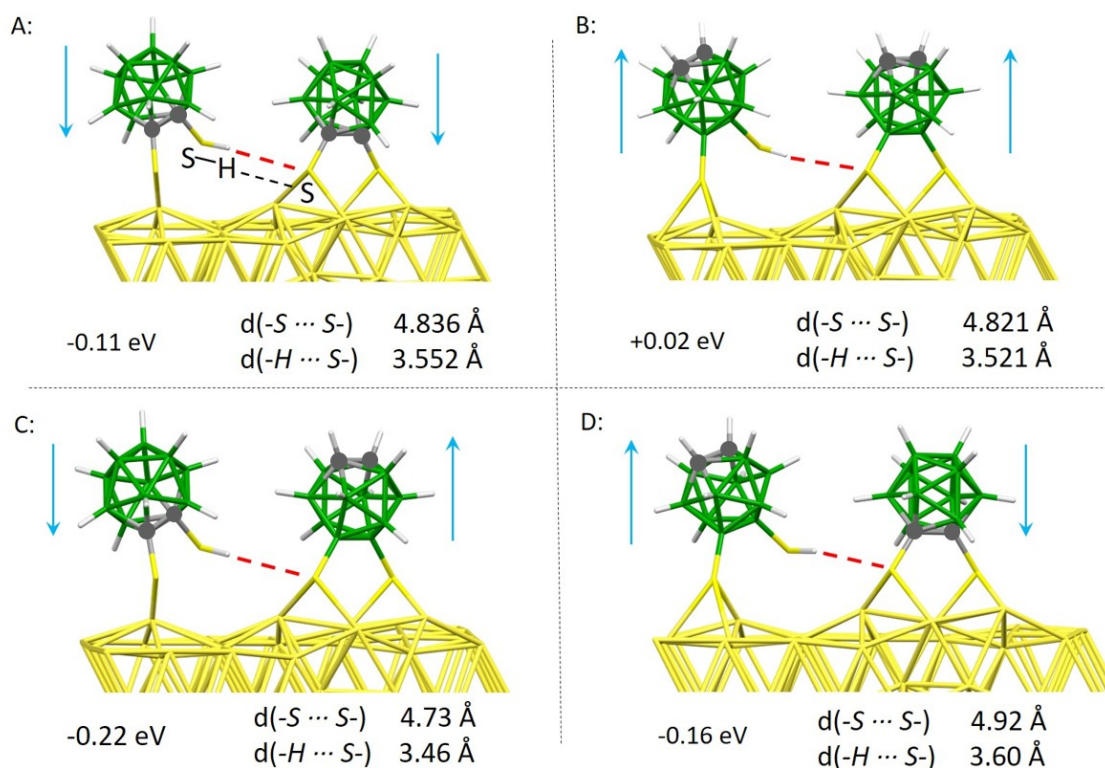 A:
S
H
S
-0.11 eV
d(-S ··· S-) 4.836 Å
d(-H ··· S-) 3.552 Å
B:
+0.02 eV
d(-S ··· S-) 4.821 Å
d(-H ··· S-) 3.521 Å
C:
-0.22 eV
d(-S ··· S-) 4.73 Å
d(-H ··· S-) 3.46 Å
D:
-0.16 eV
d(-S ··· S-) 4.92 Å
d(-H ··· S-) 3.60 Å